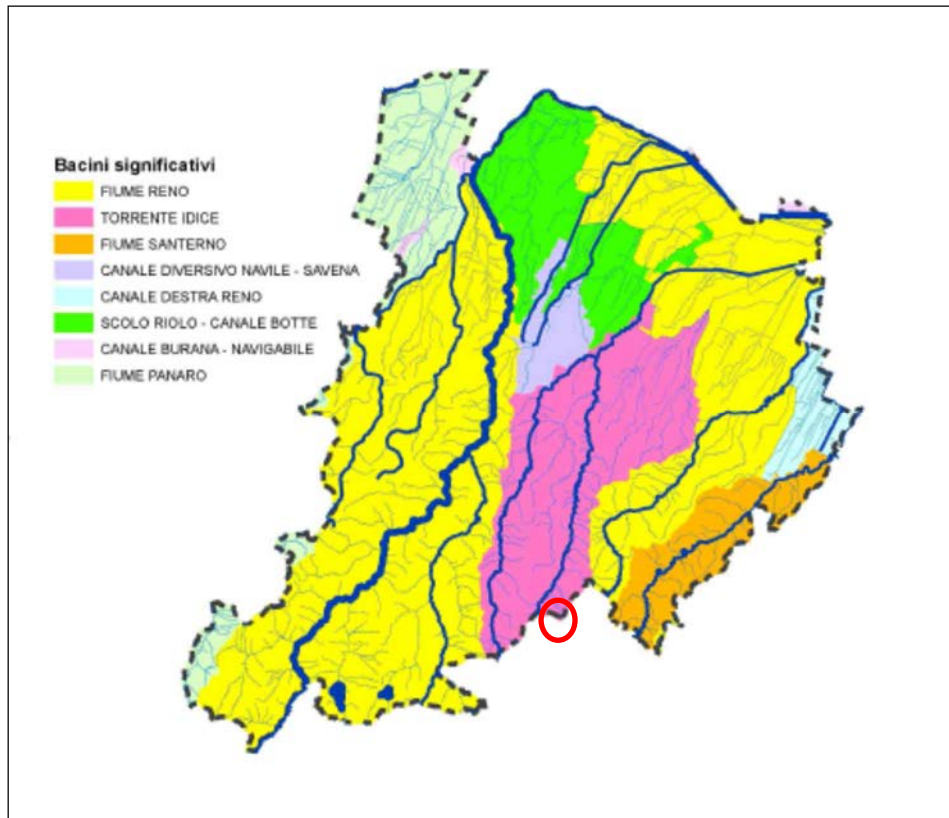 Bacini significativi
FIUME RENO
TORRENTE IDICE
FIUME SANTERNO
CANALE DIVERSIVO NAVILE - SAVENA
CANALE DESTRA RENO
SCOLO RIOLO - CANALE BOTTE
CANALE BURANA - NAVIGABILE
FIUME PANARO